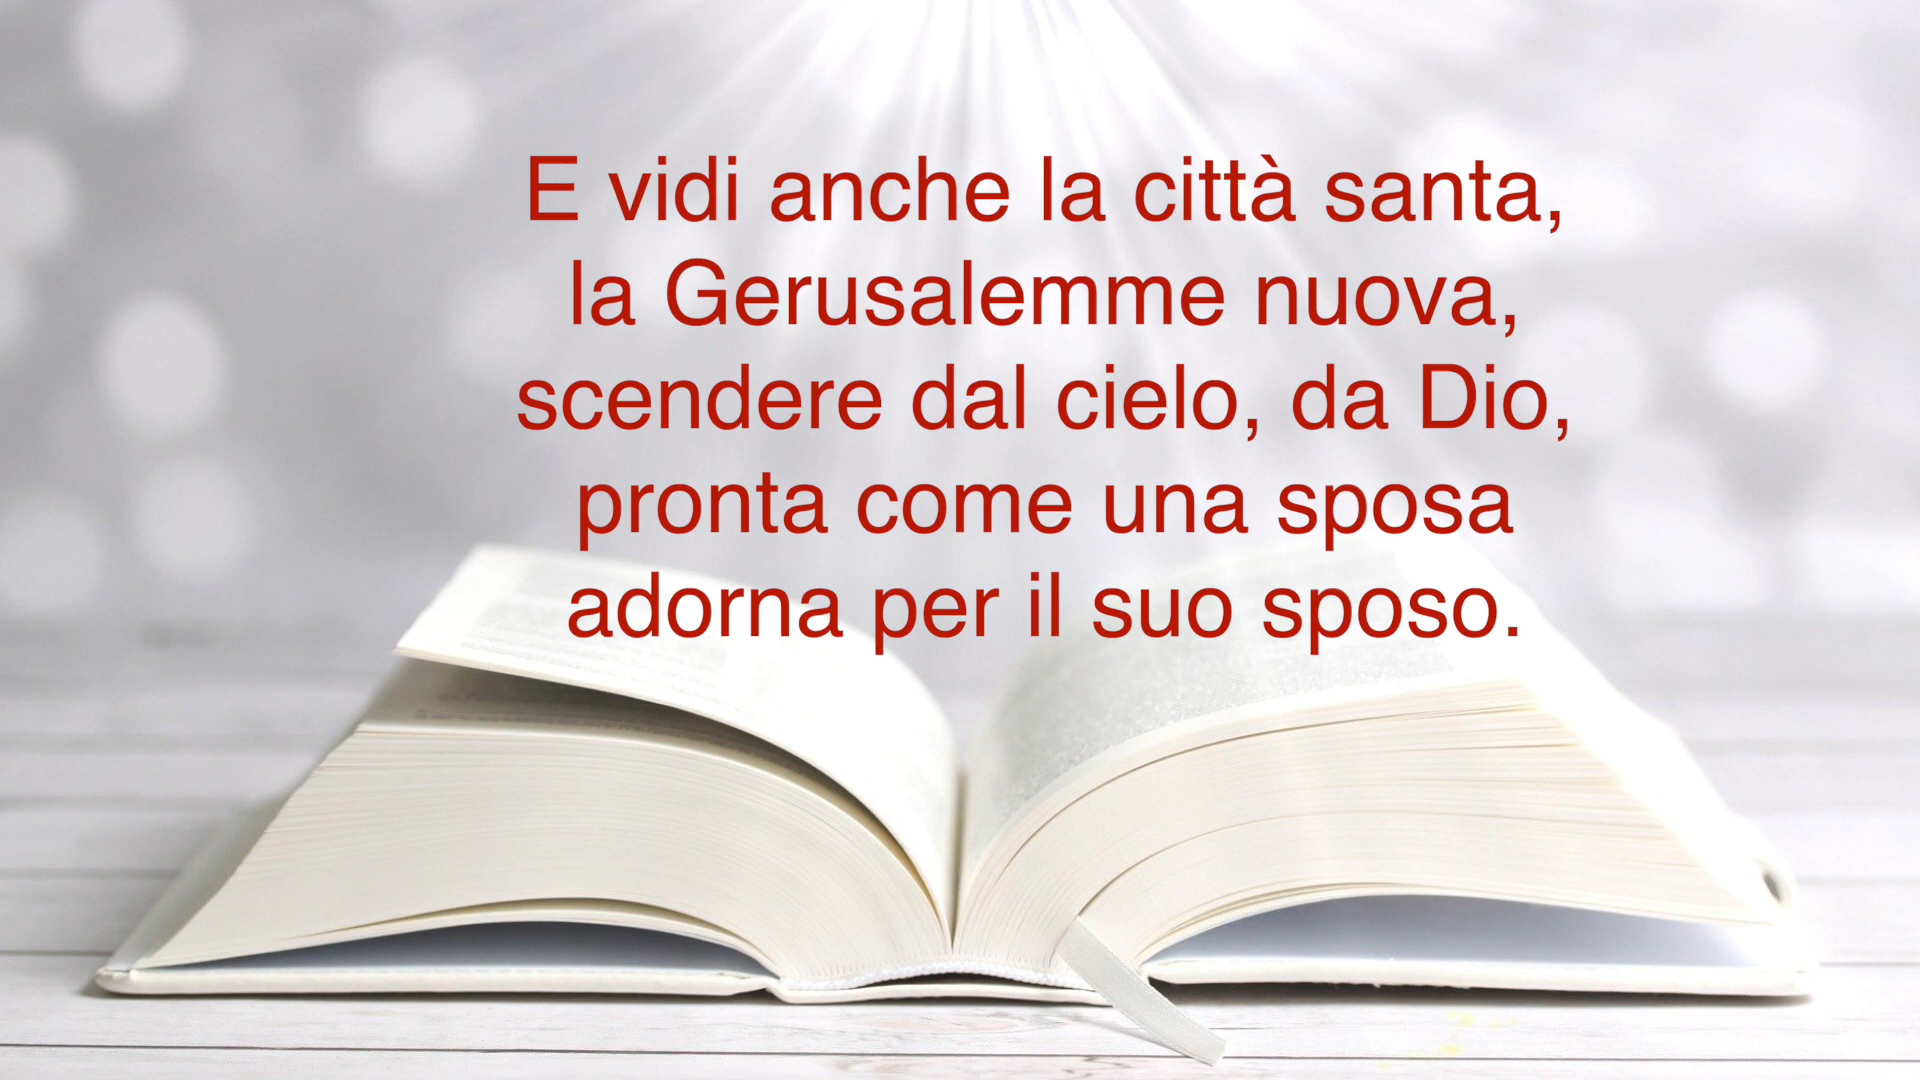 E vidi anche la città santa,
la Gerusalemme nuova,
scendere dal cielo, da Dio,
pronta come una sposa
adorna per il suo sposo.